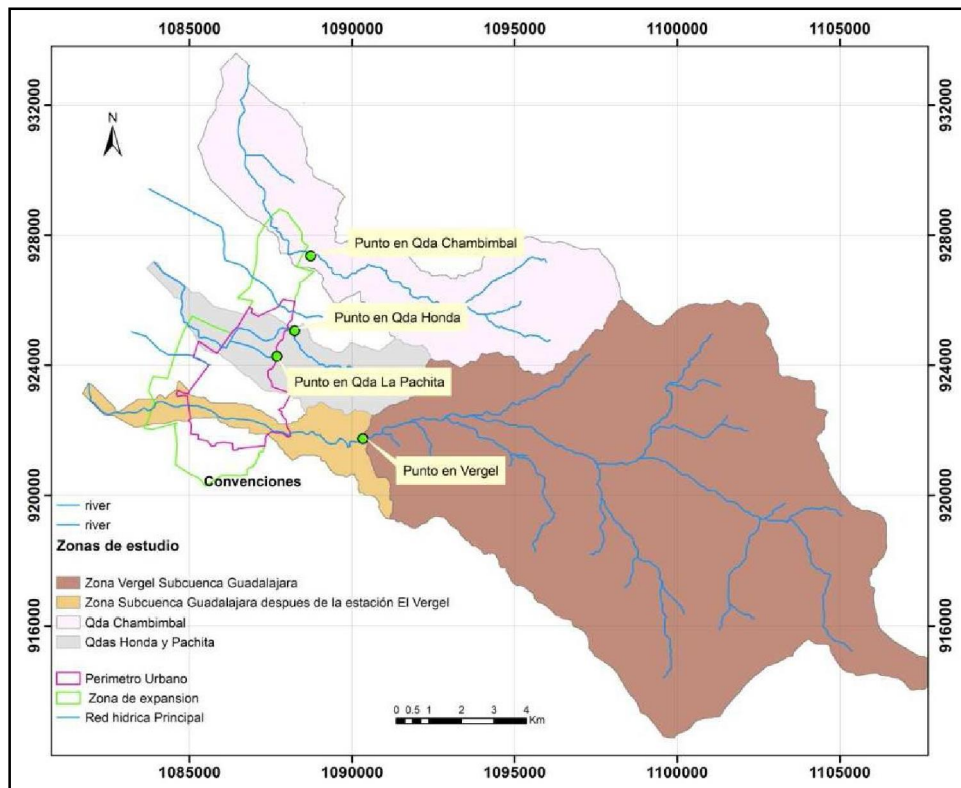 1085000 1090000 1095000 1100000 1105000
932000 932000
N
928000 928000
Punto en Qda Chambimbal
Punto en Qda Honda
924000 924000
Punto en Qda La Pachita
Punto en Vergel
920000 920000
Convenciones
river
river
Zonas de estudio
Zona Vergel Subcuenca Guadalajara
Zona Subcuenca Guadalajara despues de la estación El Vergel
Qda Chambimbal
916000 916000
Qdas Honda y Pachita
Perimetro Urbano
Zona de expansion
Red hidrica Principal
0 0.5 1 2 3 4
Km
1085000 1090000 1095000 1100000 1105000